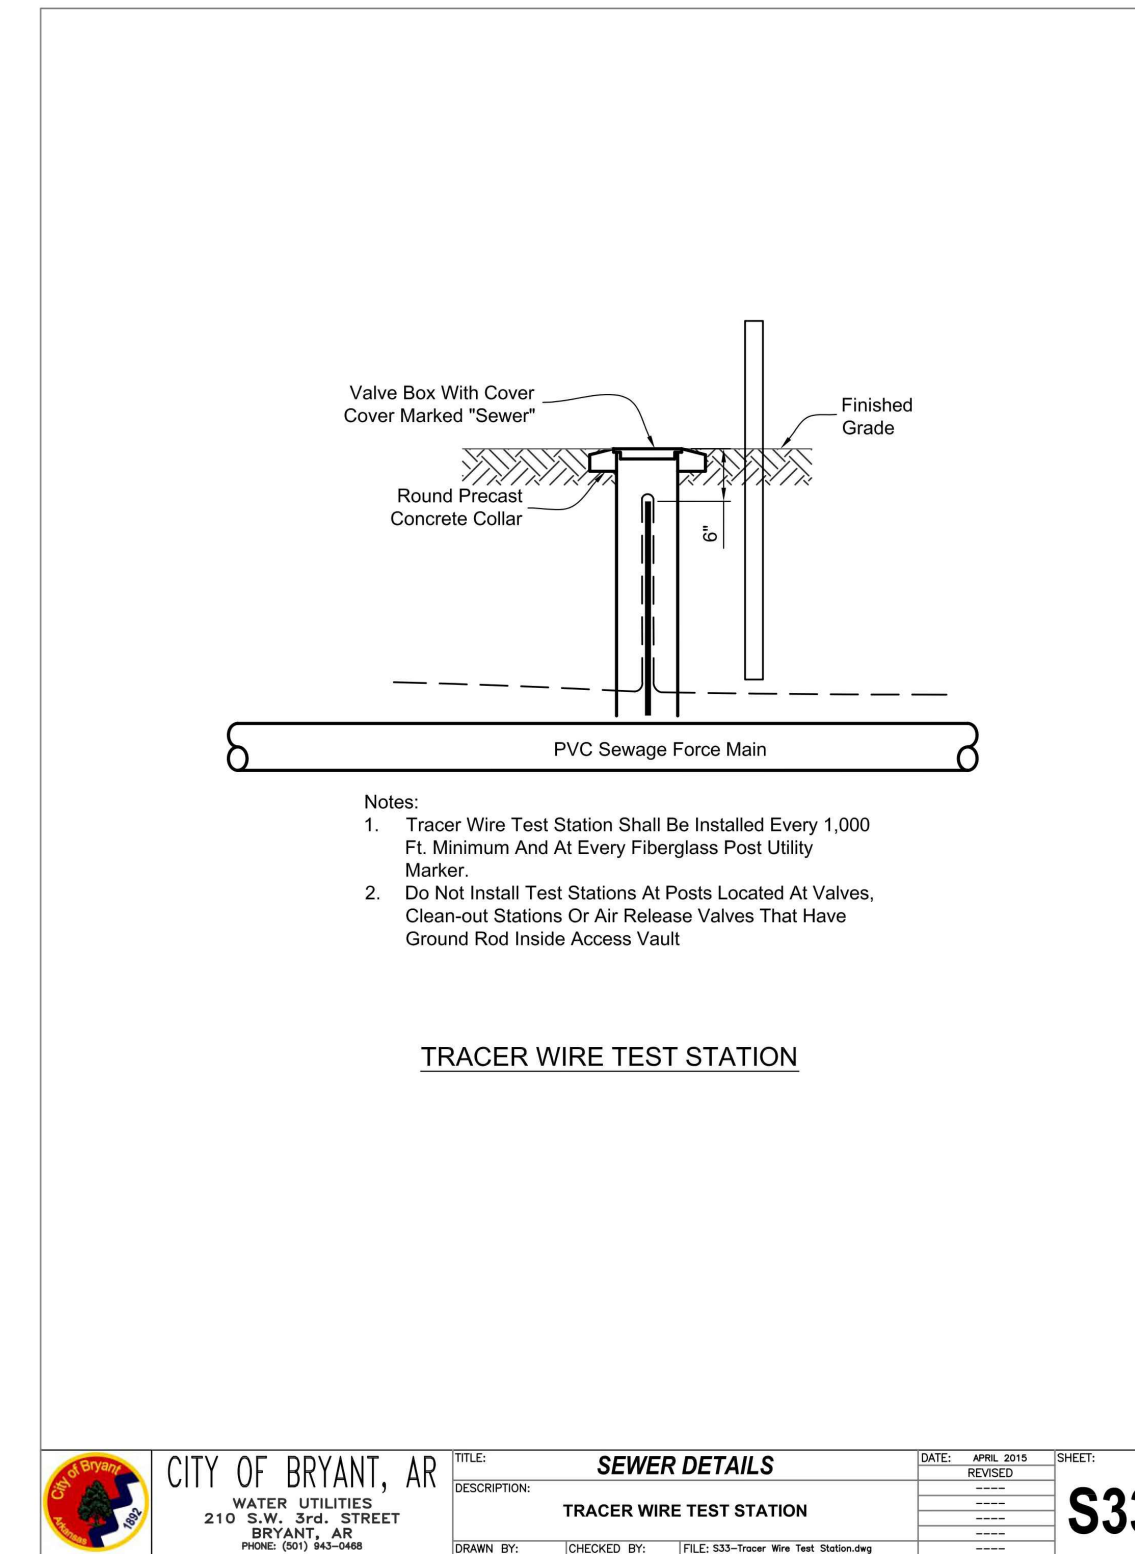 Valve Box With Cover
Cover Marked "Sewer"
Finished
Grade
Round Precast
Concrete Collar
6"
PVC Sewage Force Main
Notes:
1. Tracer Wire Test Station Shall Be Installed Every 1,000
Ft. Minimum And At Every Fiberglass Post Utility
Marker.
2. Do Not Install Test Stations At Posts Located At Valves,
Clean-out Stations Or Air Release Valves That Have
Ground Rod Inside Access Vault
TRACER WIRE TEST STATION
City of Bryant
Arkansas
1892
CITY OF BRYANT, AR
WATER UTILITIES
210 S.W. 3rd. STREET
BRYANT, AR
PHONE: (501) 943-0468
TITLE:
SEWER DETAILS
DESCRIPTION:
TRACER WIRE TEST STATION
DRAWN BY:
CHECKED BY:
FILE: S33-Tracer Wire Test Station.dwg
DATE: APRIL 2015
REVISED
----
----
----
----
----
SHEET:
S33